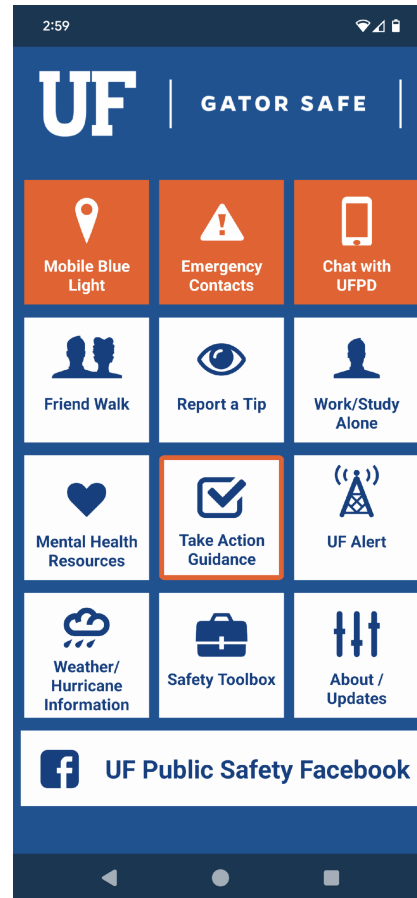 2:59
UF
GATOR SAFE
Mobile Blue
Light
Emergency
Contacts
Chat with
UFPD
Friend Walk
Report a Tip
Work/Study
Alone
Mental Health
Resources
Take Action
Guidance
UF Alert
Weather/
Hurricane
Information
Safety Toolbox
About /
Updates
UF Public Safety Facebook